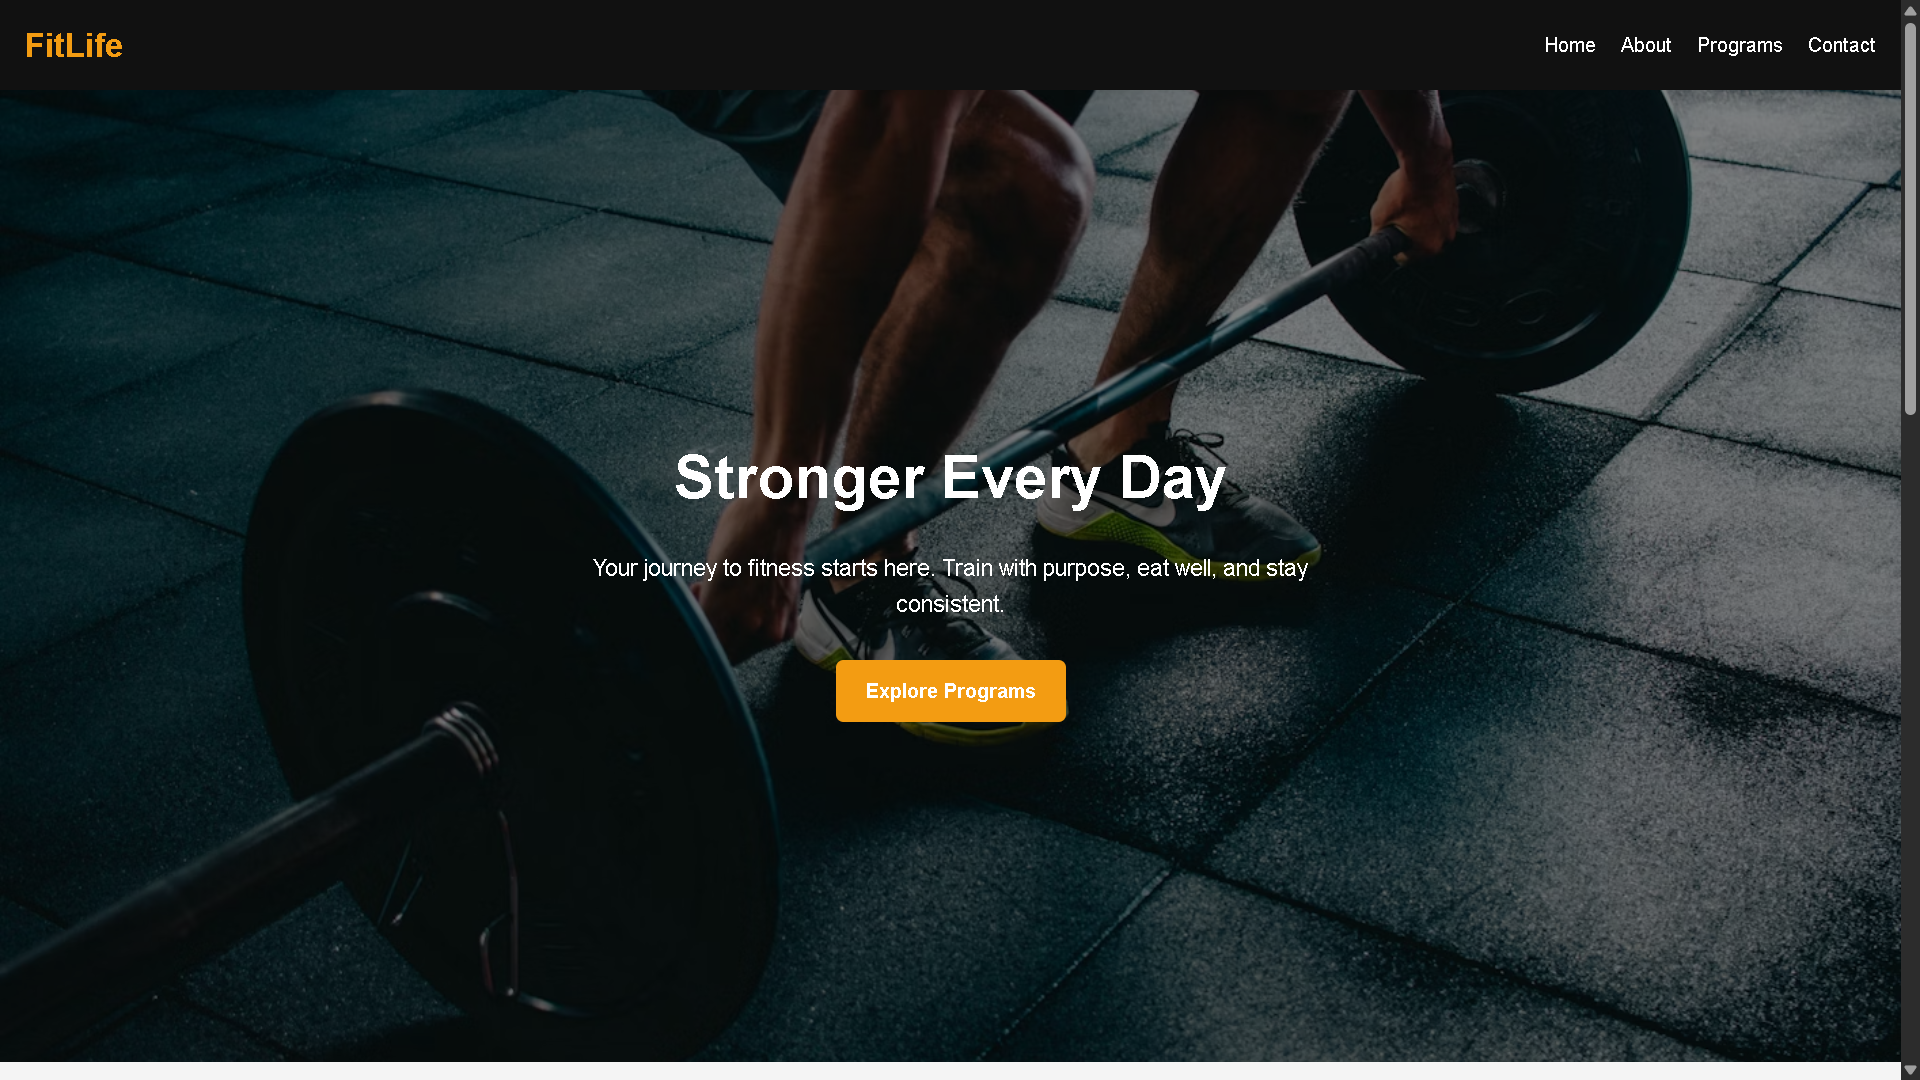 FitLife
Home About Programs Contact
Stronger Every Day
Your journey to fitness starts here. Train with purpose, eat well, and stay
consistent.
Explore Programs